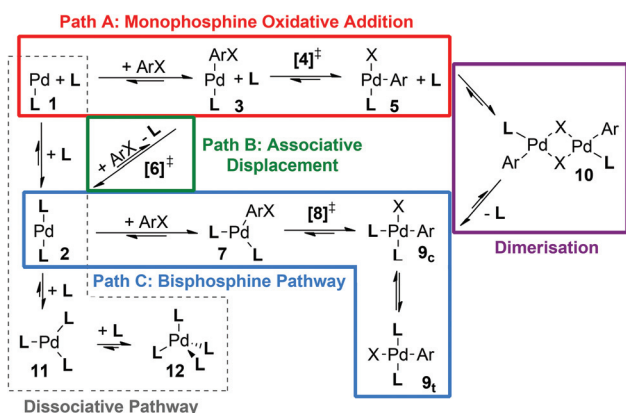 Path A: Monophosphine Oxidative Addition
ArX X
Pd + L + ArX Pd + L [4]‡ Pd-Ar + L
L L L
1 3 5
+ L + ArX - L Path B: Associative
[6]‡ Displacement
L X Ar
Pd Pd
Ar X L
10
- L
Dimerisation
L ArX X
Pd + ArX L-Pd [8]‡ L-Pd-Ar
L L L
2 7 9c
Path C: Bisphosphine Pathway
+ L
L L L
L-Pd + L Pd L X-Pd-Ar
L L L
11 12 9t
Dissociative Pathway